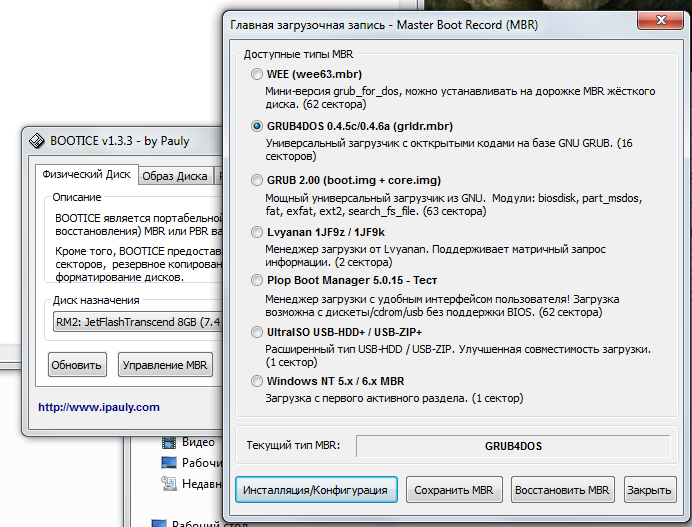 Главная загрузочная запись - Master Boot Record (MBR)
Доступные типы MBR
WEE (wee63.mbr)
Мини-версия grub_for_dos, можно устанавливать на дорожке MBR жёсткого
диска. (62 сектора)
GRUB4DOS 0.4.5c/0.4.6a (grldr.mbr)
Универсальный загрузчик с осткрытыми кодами на базе GNU GRUB. (16
секторов)
GRUB 2.00 (boot.img + core.img)
Мощный универсальный загрузчик из GNU.  Модули: biosdisk, part_msdos,
fat, exfat, ext2, search_fs_file. (63 сектора)
Lvyanan 1JF9z / 1JF9k
Менеджер загрузки от Lvyanan. Поддерживает матричный запрос
информации. (2 сектора)
Plop Boot Manager 5.0.15 - Тест
Менеджер загрузки с удобным интерфейсом пользователя! Загрузка
возможна с дискеты/cdrom/usb без поддержки BIOS. (62 сектора)
UltraISO USB-HDD+ / USB-ZIP+
Расширенный тип USB-HDD / USB-ZIP. Улучшенная совместимость загрузки.
(1 сектор)
Windows NT 5.x / 6.x MBR
Загрузка с первого активного раздела. (1 сектор)
Текущий тип MBR:
GRUB4DOS
Инсталляция/Конфигурация
Сохранить MBR
Восстановить MBR
Закрыть
BOOTICE v1.3.3 - by Pauly
Физический Диск
Образ Диска
Описание
BOOTICE является портабельной
восстановления) MBR или PBR ва
Кроме того, BOOTICE предостав
секторов,  резервное копирован
форматирование дисков.
Диск назначения
RM2: JetFlashTranscend 8GB (7.4
Обновить
Управление MBR
http://www.ipauly.com
Видео
Рабочи
Недавн
Рабочий стол